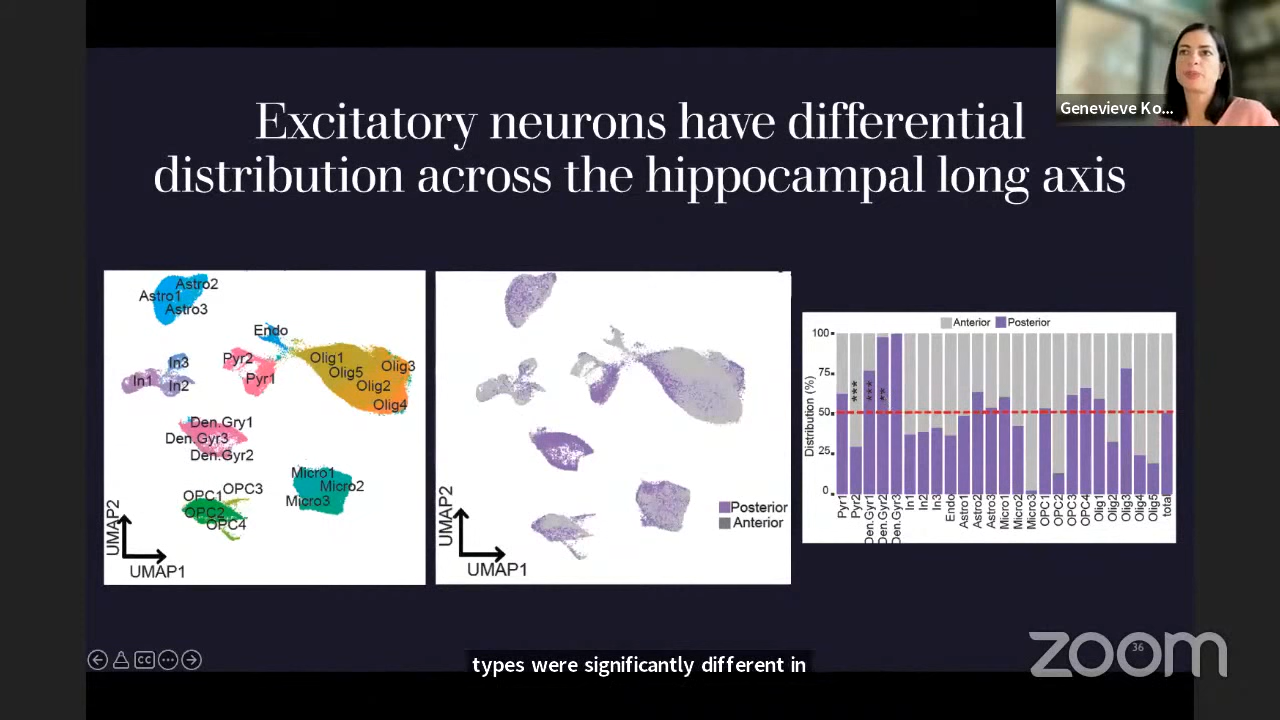 Genevieve Ko...
Excitatory neurons have differential
distribution across the hippocampal long axis
Astro2
Astro1
Astro3
Endo
In3
In1
In2
Pyr2
Pyr1
Olig1
Olig3
Olig5
Olig2
Olig4
Den.Gry1
Den.Gyr3
Den.Gyr2
Micro1
Micro2
Micro3
OPC3
OPC1
OPC2
OPC4
UMAP2
UMAP1
Posterior
Anterior
UMAP2
UMAP1
Anterior Posterior
100
75
50
25
0
Distribution (%)
***
***
**
Pyr1
Pyr2
Den.Gyr1
Den.Gyr2
Den.Gyr3
In1
In2
In3
Endo
Astro1
Astro2
Astro3
Micro1
Micro2
Micro3
OPC1
OPC2
OPC3
OPC4
Olig1
Olig2
Olig3
Olig4
Olig5
total
CC
36
zoom
types were significantly different in